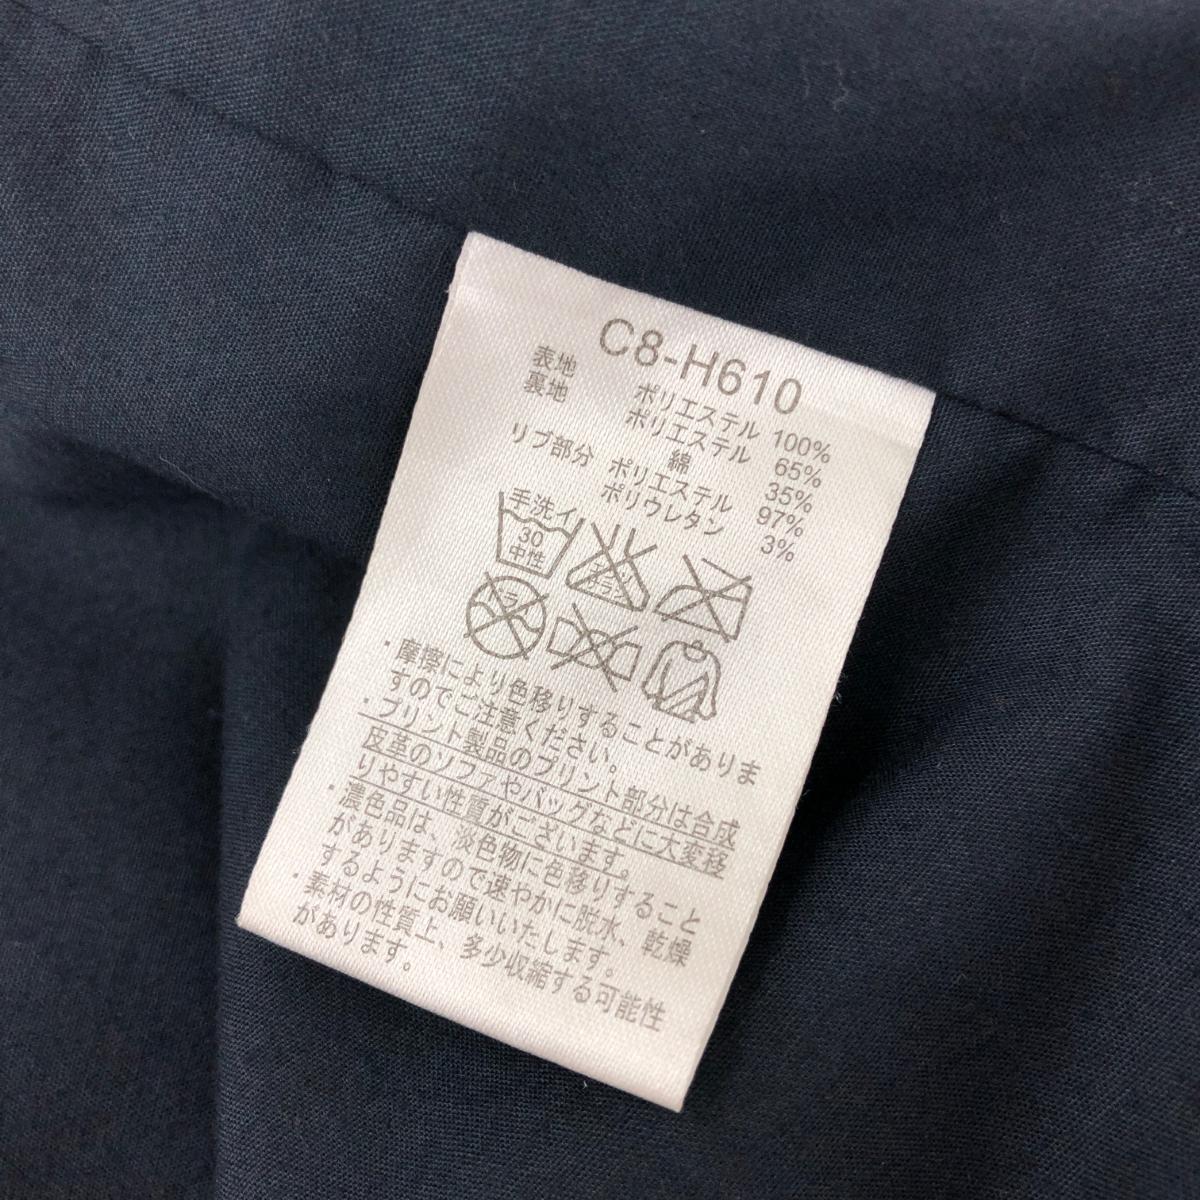 C8-H610
表地 ポリエステル 100%
裏地 ポリエステル 65%
綿 35%
リブ部分 ポリエステル 97%
ポリウレタン 3%
手洗イ
30
中性
ドライ
・摩擦により色移りすることがありま
すのでご注意ください。
・プリント製品のプリント部分は合成
皮革のソファやバッグなどに大変移
りやすい性質がございます。
・濃色品は、淡色物に色移りすること
がありますので速やかに脱水、乾燥
するようにお願いいたします。
・素材の性質上、多少収縮する可能性
があります。